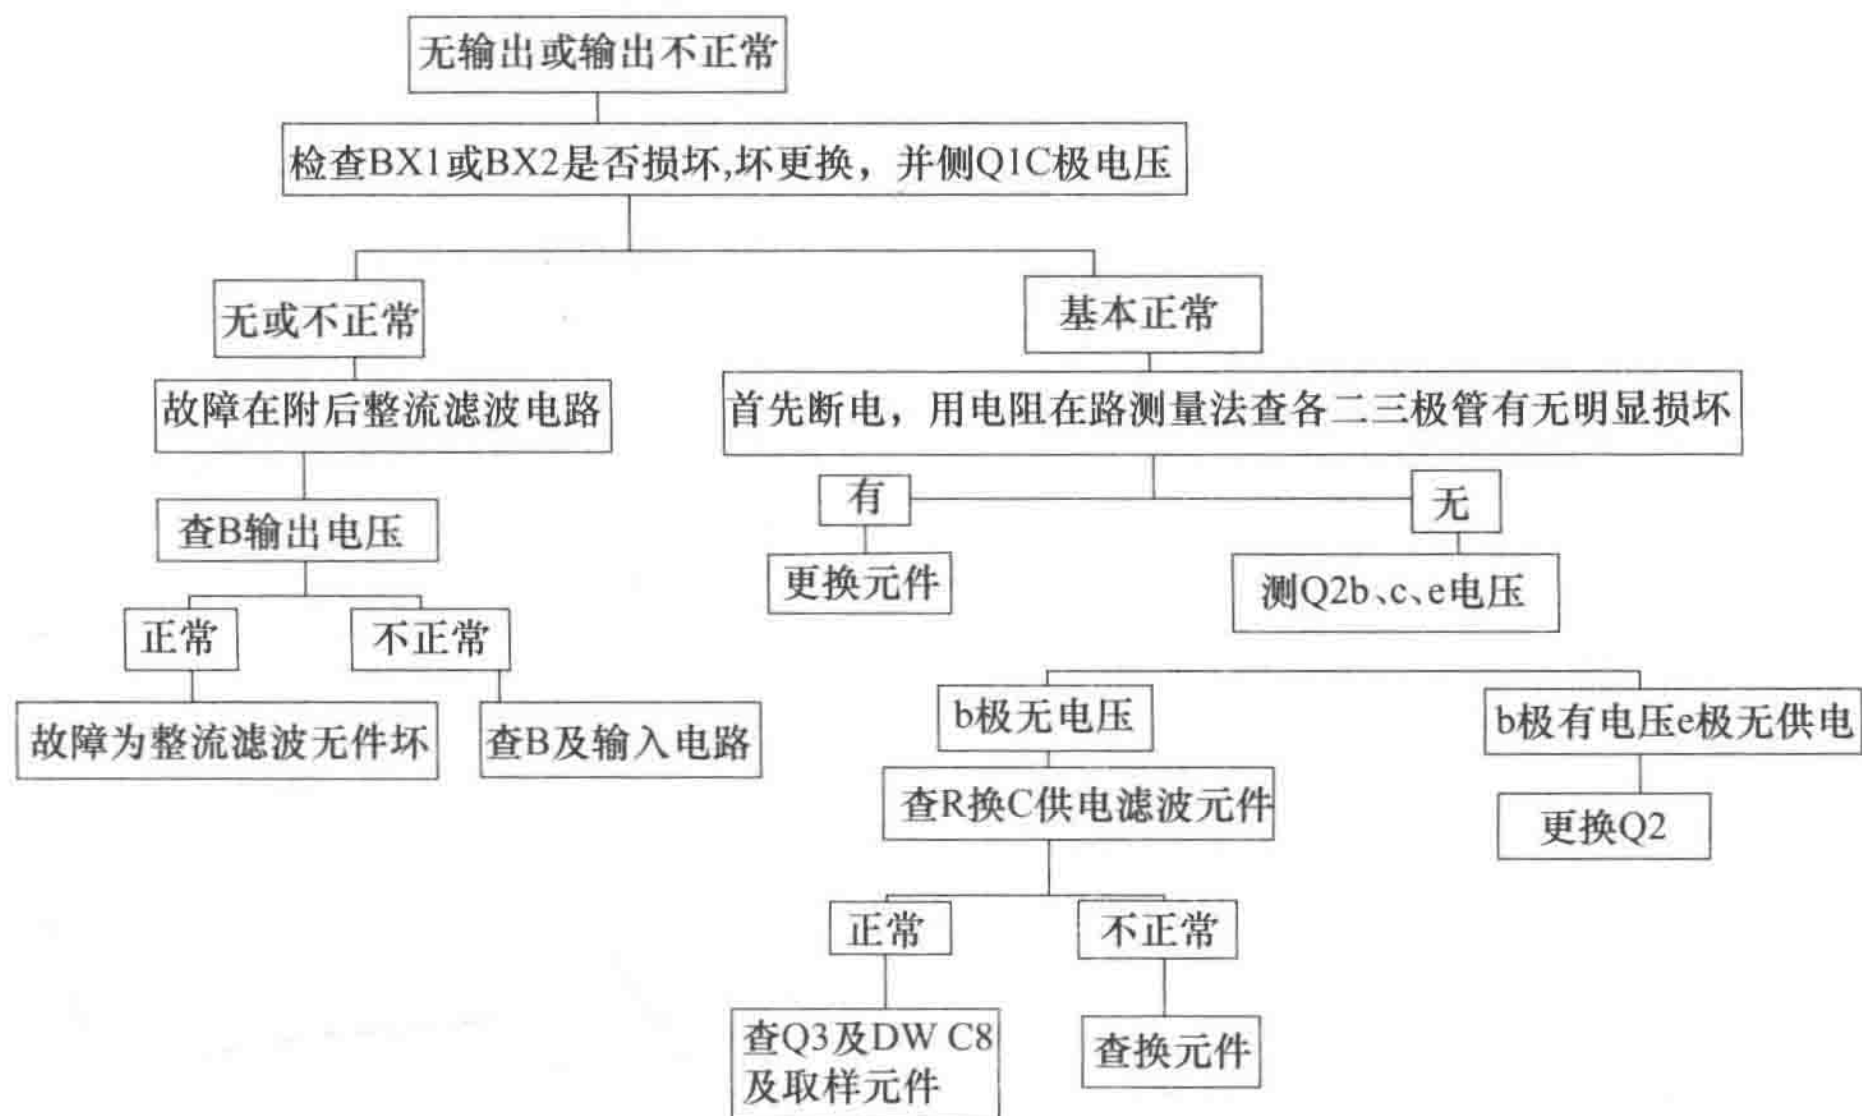 无输出或输出不正常
检查BX1或BX2是否损坏,坏更换，并侧Q1C极电压
无或不正常
基本正常
故障在附后整流滤波电路
首先断电，用电阻在路测量法查各二三极管有无明显损坏
查B输出电压
有
无
更换元件
测Q2b、c、e电压
正常
不正常
故障为整流滤波无件坏
查B及输入电路
b极无电压
b极有电压e极无供电
查R换C供电滤波元件
更换Q2
正常
不正常
查Q3及DW C8
及取样元件
查换元件